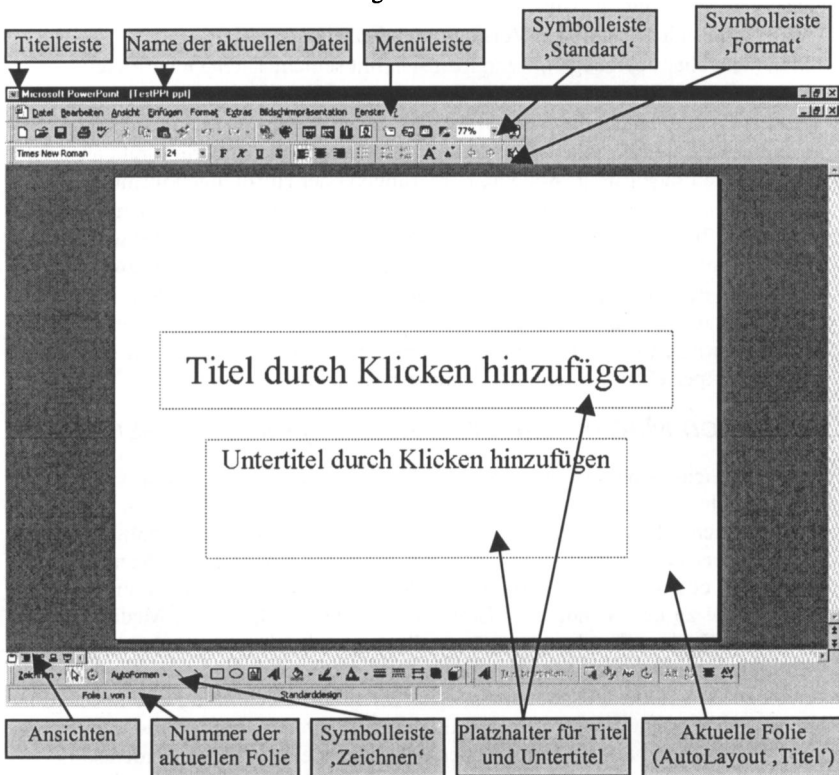 Titelleiste
Name der aktuellen Datei
Menüleiste
Symbolleiste
‚Standard‘
Symbolleiste
‚Format‘
Microsoft PowerPoint - [TestPPT.ppt]
Datei Bearbeiten Ansicht Einfügen Format Extras Bildschirmpräsentation Fenster ?
77%
Times New Roman 24 F K U S
Titel durch Klicken hinzufügen
Untertitel durch Klicken hinzufügen
Zeichnen AutoFormen
Folie 1 von 1 Standarddesign
Ansichten
Nummer der
aktuellen Folie
Symbolleiste
‚Zeichnen‘
Platzhalter für Titel
und Untertitel
Aktuelle Folie
(AutoLayout ‚Titel‘)